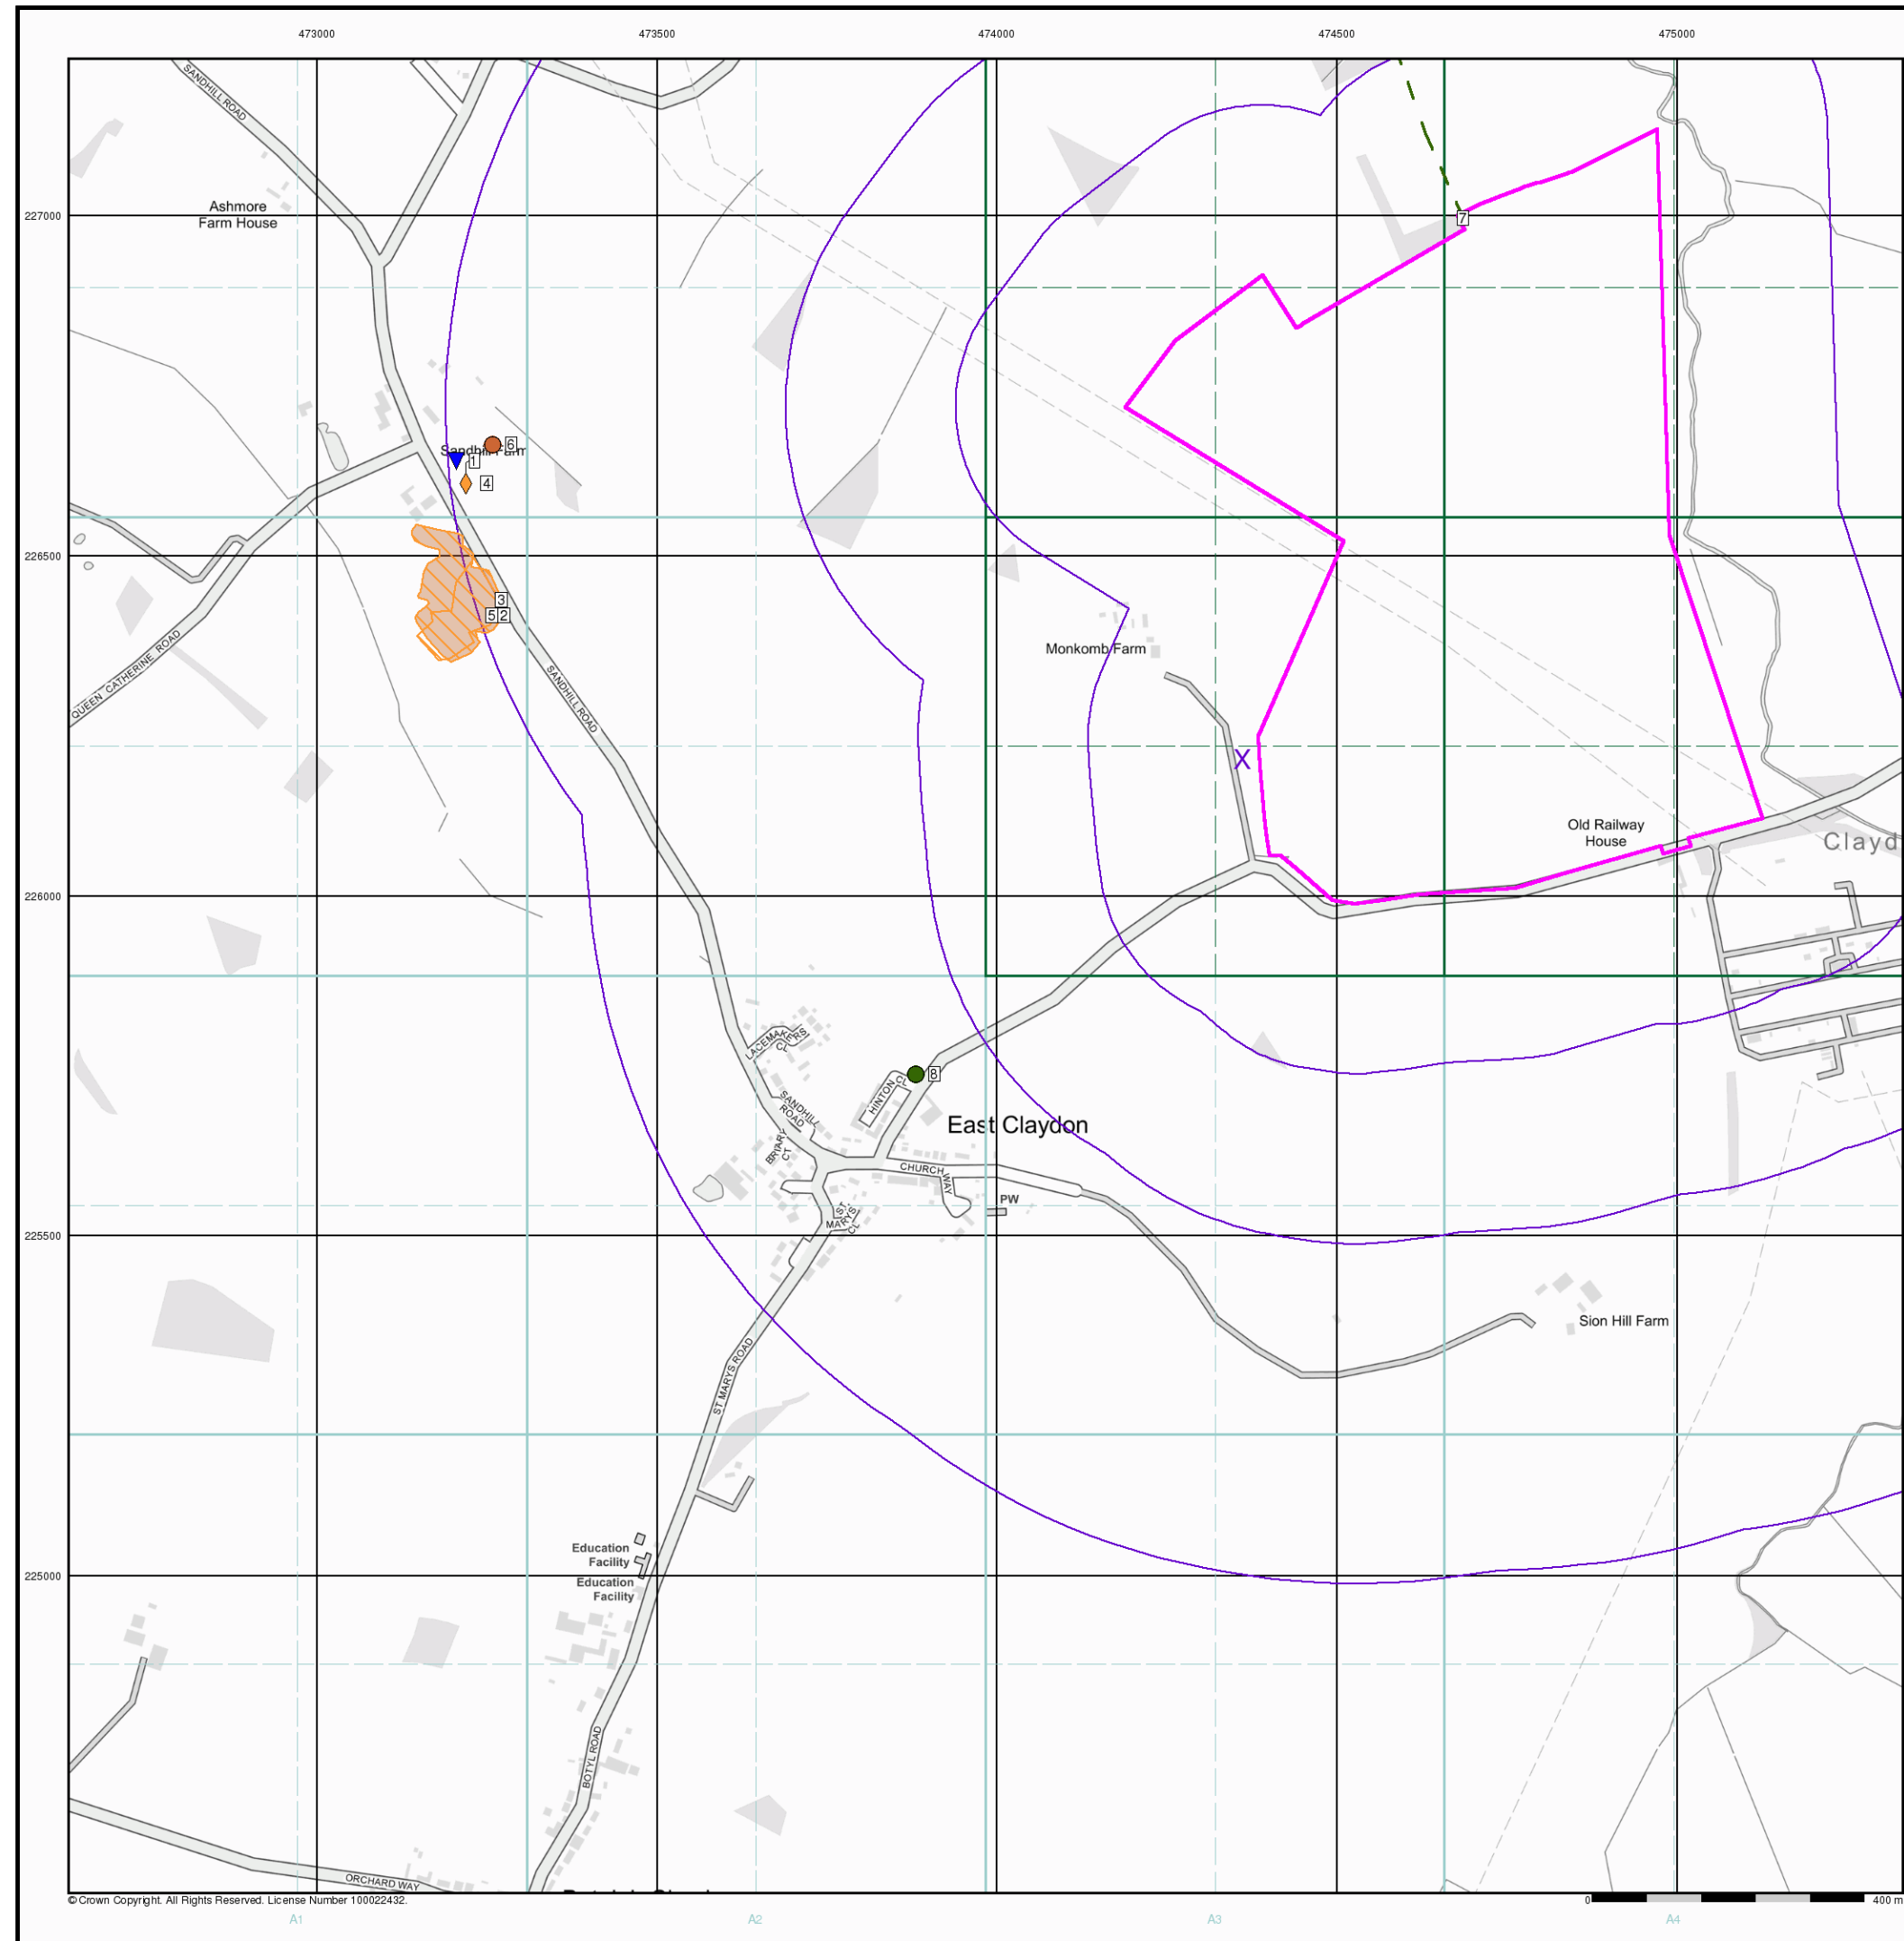 473000
473500
474000
474500
475000
SANDHILL ROAD
Ashmore
Farm House
227000
7
6
Sandhill Farm
1
4
226500
3
5 2
Monkomb Farm
QUEEN CATHERINE ROAD
SANDHILL ROAD
X
Old Railway
House
Clayd
226000
LACEMAKERS
CL
HINTON CL
8
SANDHILL
ROAD
East Claydon
BRIARY
CT
CHURCH
WAY
PW
ST
MARYS
CL
225500
Sion Hill Farm
ST MARYS ROAD
Education
Facility
225000
Education
Facility
BOTYL ROAD
ORCHARD WAY
© Crown Copyright. All Rights Reserved. License Number 100022432.
0
400 m
A1
A2
A3
A4